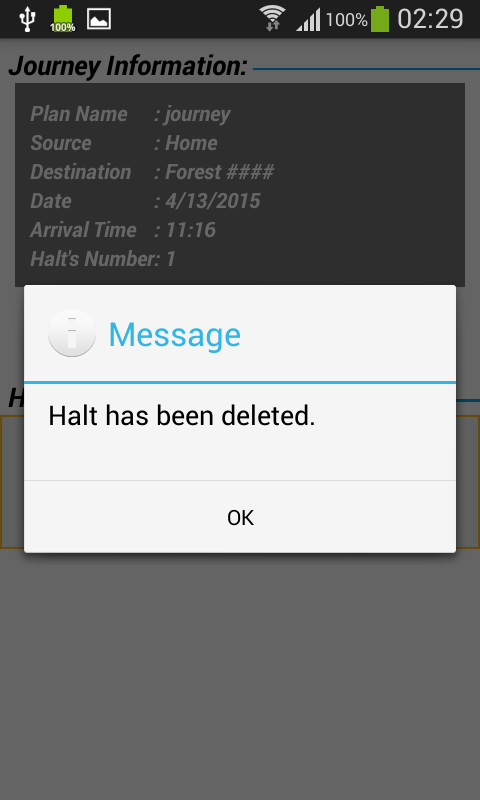 100% 100% 02:29
Journey Information:
Plan Name : journey
Source : Home
Destination : Forest ####
Date : 4/13/2015
Arrival Time : 11:16
Halt's Number: 1
Message
H
Halt has been deleted.
OK